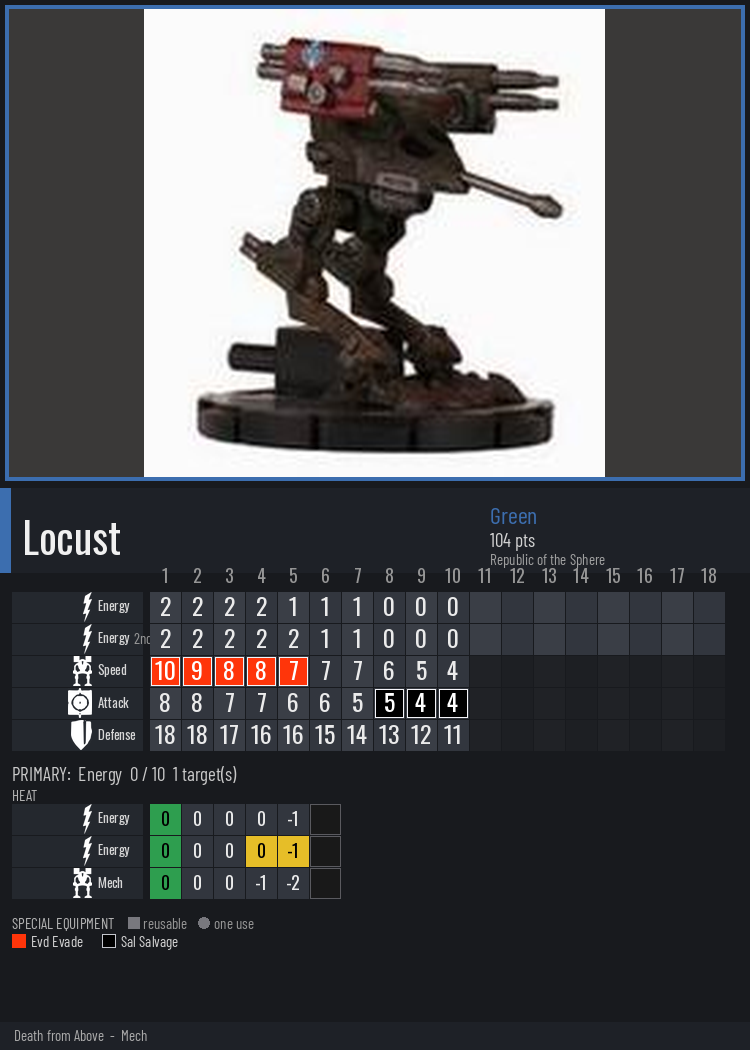 Locust
Green
104 pts
Republic of the Sphere
1 2 3 4 5 6 7 8 9 10 11 12 13 14 15 16 17 18
Energy 2 2 2 2 1 1 1 0 0 0
Energy 2nd 2 2 2 2 2 1 1 0 0 0
Speed 10 9 8 8 7 7 7 6 5 4
Attack 8 8 7 7 6 6 5 5 4 4
Defense 18 18 17 16 16 15 14 13 12 11
PRIMARY: Energy 0 / 10 1 target(s)
HEAT
Energy 0 0 0 0 -1
Energy 0 0 0 0 -1
Mech 0 0 0 -1 -2
SPECIAL EQUIPMENT reusable one use
Evd Evade Sal Salvage
Death from Above - Mech